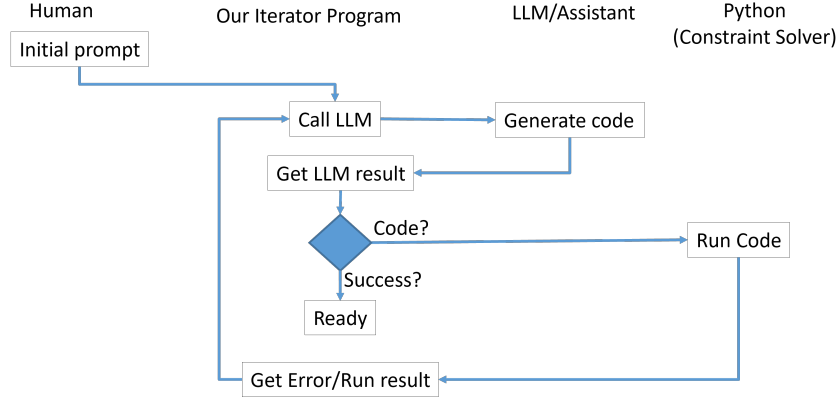 Human
Our Iterator Program
LLM/Assistant
Python
(Constraint Solver)
Initial prompt
Call LLM
Generate code
Get LLM result
Code?
Run Code
Success?
Ready
Get Error/Run result